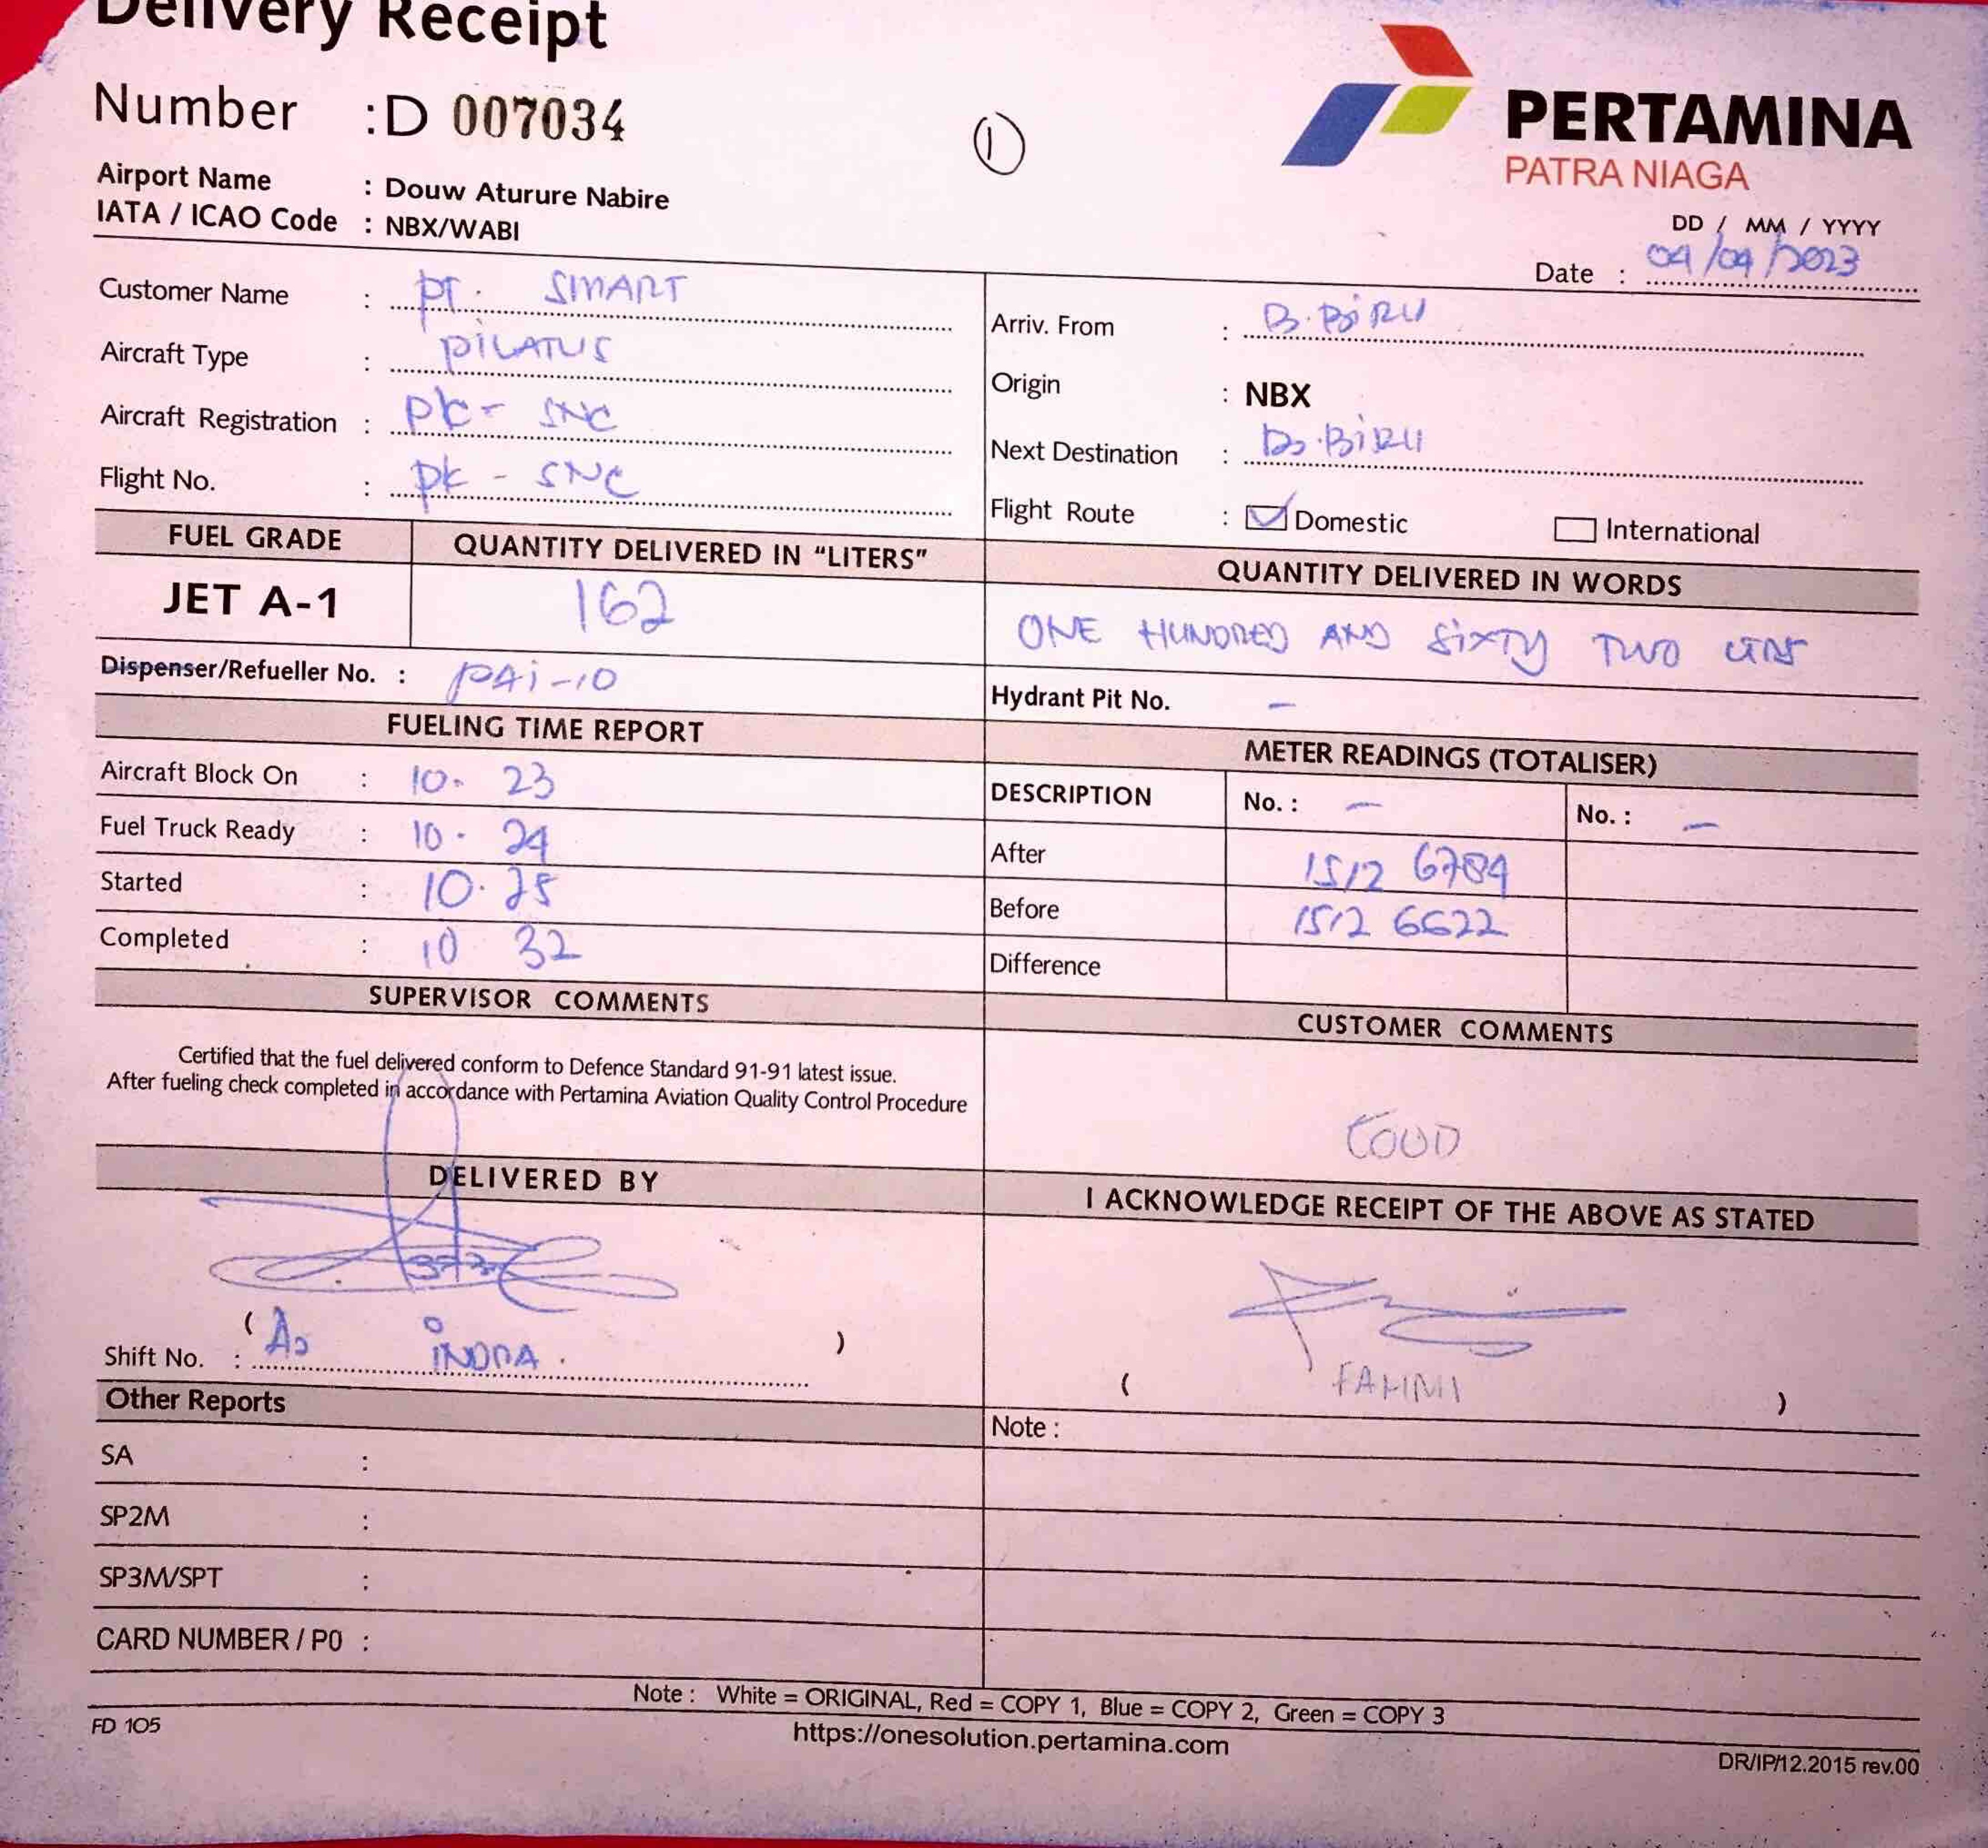 Delivery Receipt
Number : D 007034
①
PERTAMINA
PATRA NIAGA
Airport Name : Douw Aturure Nabire
IATA / ICAO Code : NBX/WABI
DD / MM / YYYY
Date : 04/04/2023
Customer Name : PT. SMART
Aircraft Type : PiLATUS
Aircraft Registration : PK- SNC
Flight No. : PK - SNC
Arriv. From : B. BiRU
Origin : NBX
Next Destination : B. BiRU
Flight Route : Domestic International
FUEL GRADE QUANTITY DELIVERED IN “LITERS” QUANTITY DELIVERED IN WORDS
JET A-1 162 ONE HUNDRED AND SiXTY TWO
Dispenser/Refueller No. : PAi-10 Hydrant Pit No. -
FUELING TIME REPORT
Aircraft Block On : 10. 23
Fuel Truck Ready : 10. 24
Started : 10. 25
Completed : 10 32
METER READINGS (TOTALISER)
DESCRIPTION No. : - No. : -
After 1512 6784
Before 1512 6622
Difference
SUPERVISOR COMMENTS
Certified that the fuel delivered conform to Defence Standard 91-91 latest issue.
After fueling check completed in accordance with Pertamina Aviation Quality Control Procedure
CUSTOMER COMMENTS
GOOD
DELIVERED BY
( )
Shift No. : iNDRA.
I ACKNOWLEDGE RECEIPT OF THE ABOVE AS STATED
( FAHMI )
Other Reports
Note :
SA :
SP2M :
SP3M/SPT :
CARD NUMBER / PO :
Note : White = ORIGINAL, Red = COPY 1, Blue = COPY 2, Green = COPY 3
FD 105
https://onesolution.pertamina.com
DR/IP/12.2015 rev.00